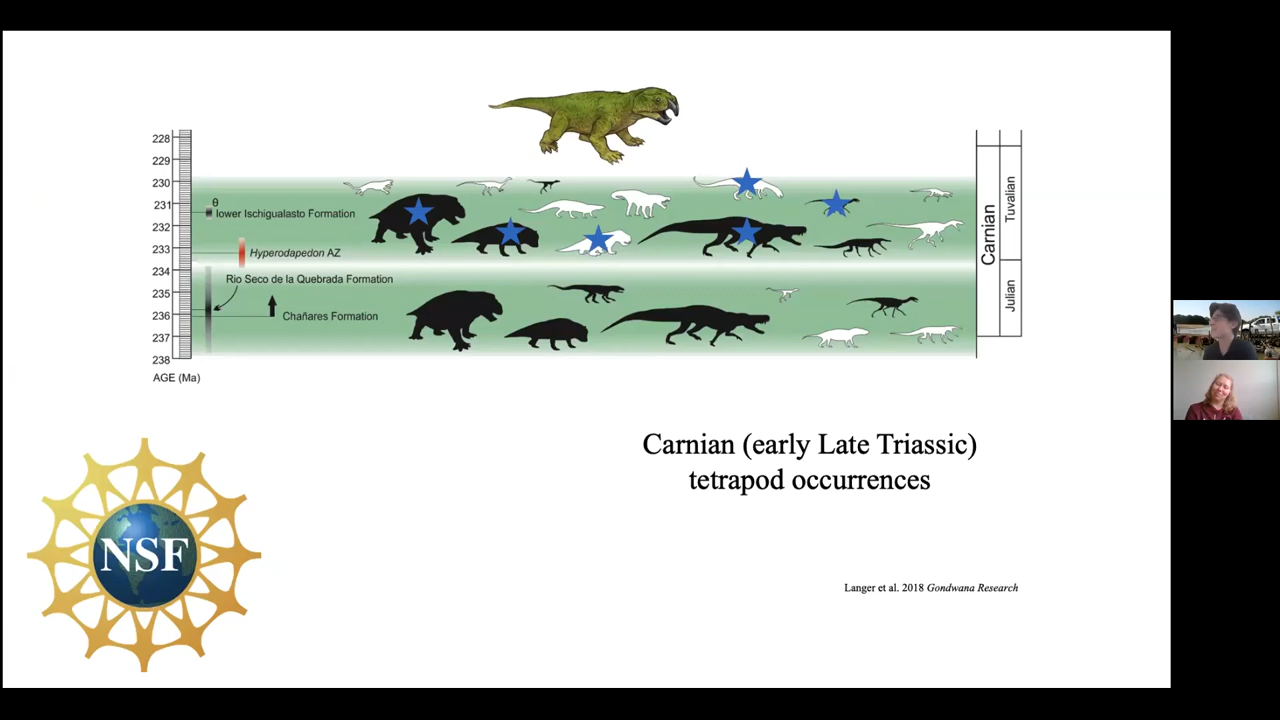 228
229
230
231
232
233
234
235
236
237
238
AGE (Ma)
θ
lower Ischigualasto Formation
Hyperodapedon AZ
Rio Seco de la Quebrada Formation
Chañares Formation
Carnian
Tuvalian
Julian
Carnian (early Late Triassic)
tetrapod occurrences
NSF
Langer et al. 2018 Gondwana Research